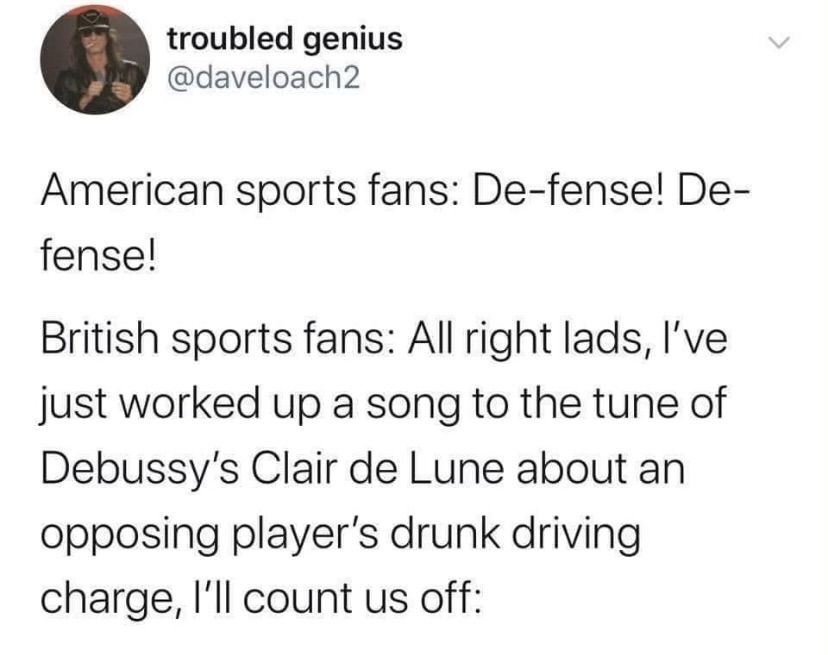 troubled genius
@daveloach2
American sports fans: De-fense! De-
fense!
British sports fans: All right lads, I’ve
just worked up a song to the tune of
Debussy’s Clair de Lune about an
opposing player’s drunk driving
charge, I’ll count us off: